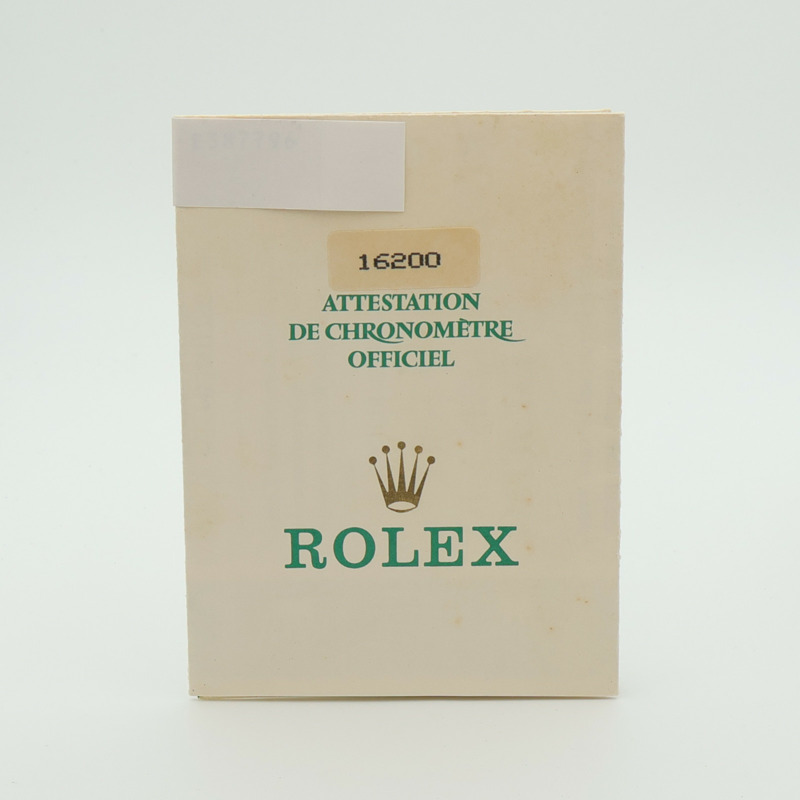 16200
ATTESTATION
DE CHRONOMÈTRE
OFFICIEL
ROLEX